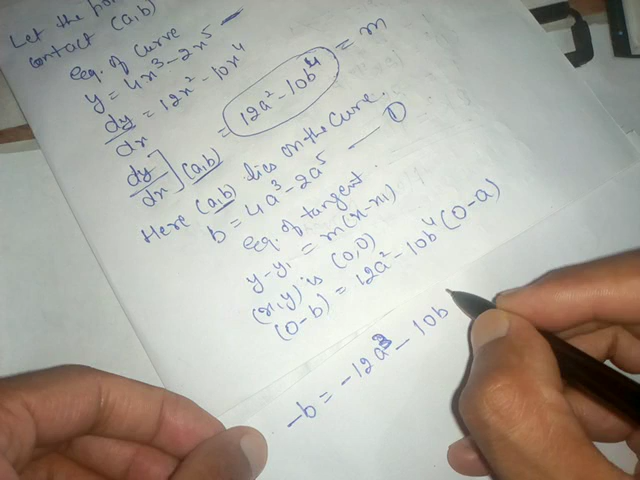 Let the poin
contact (a,b)
eq. of curve
y = 4x³-2x⁵
dy/dx = 12x² - 10x⁴
dy/dx](a,b) = 12a² - 10b⁴ = m
Here (a,b) lies on the curve.
b = 4a³ - 2a⁵ — ①
eq. of tangent.
y-y₁ = m(x-x₁)
(x,y) is (0,0)
(0-b) = 12a² - 10b⁴ (0-a)
-b = -12a³ - 10b